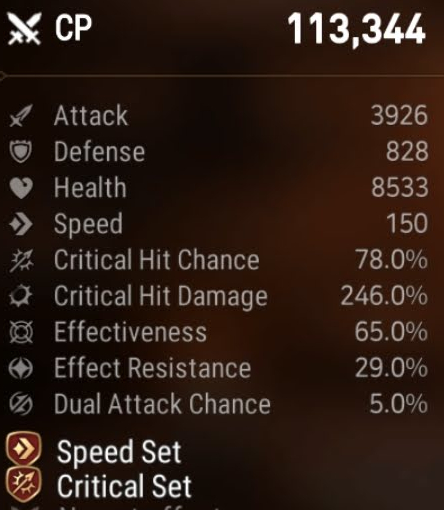 CP 113,344
Attack 3926
Defense 828
Health 8533
Speed 150
Critical Hit Chance 78.0%
Critical Hit Damage 246.0%
Effectiveness 65.0%
Effect Resistance 29.0%
Dual Attack Chance 5.0%
Speed Set
Critical Set